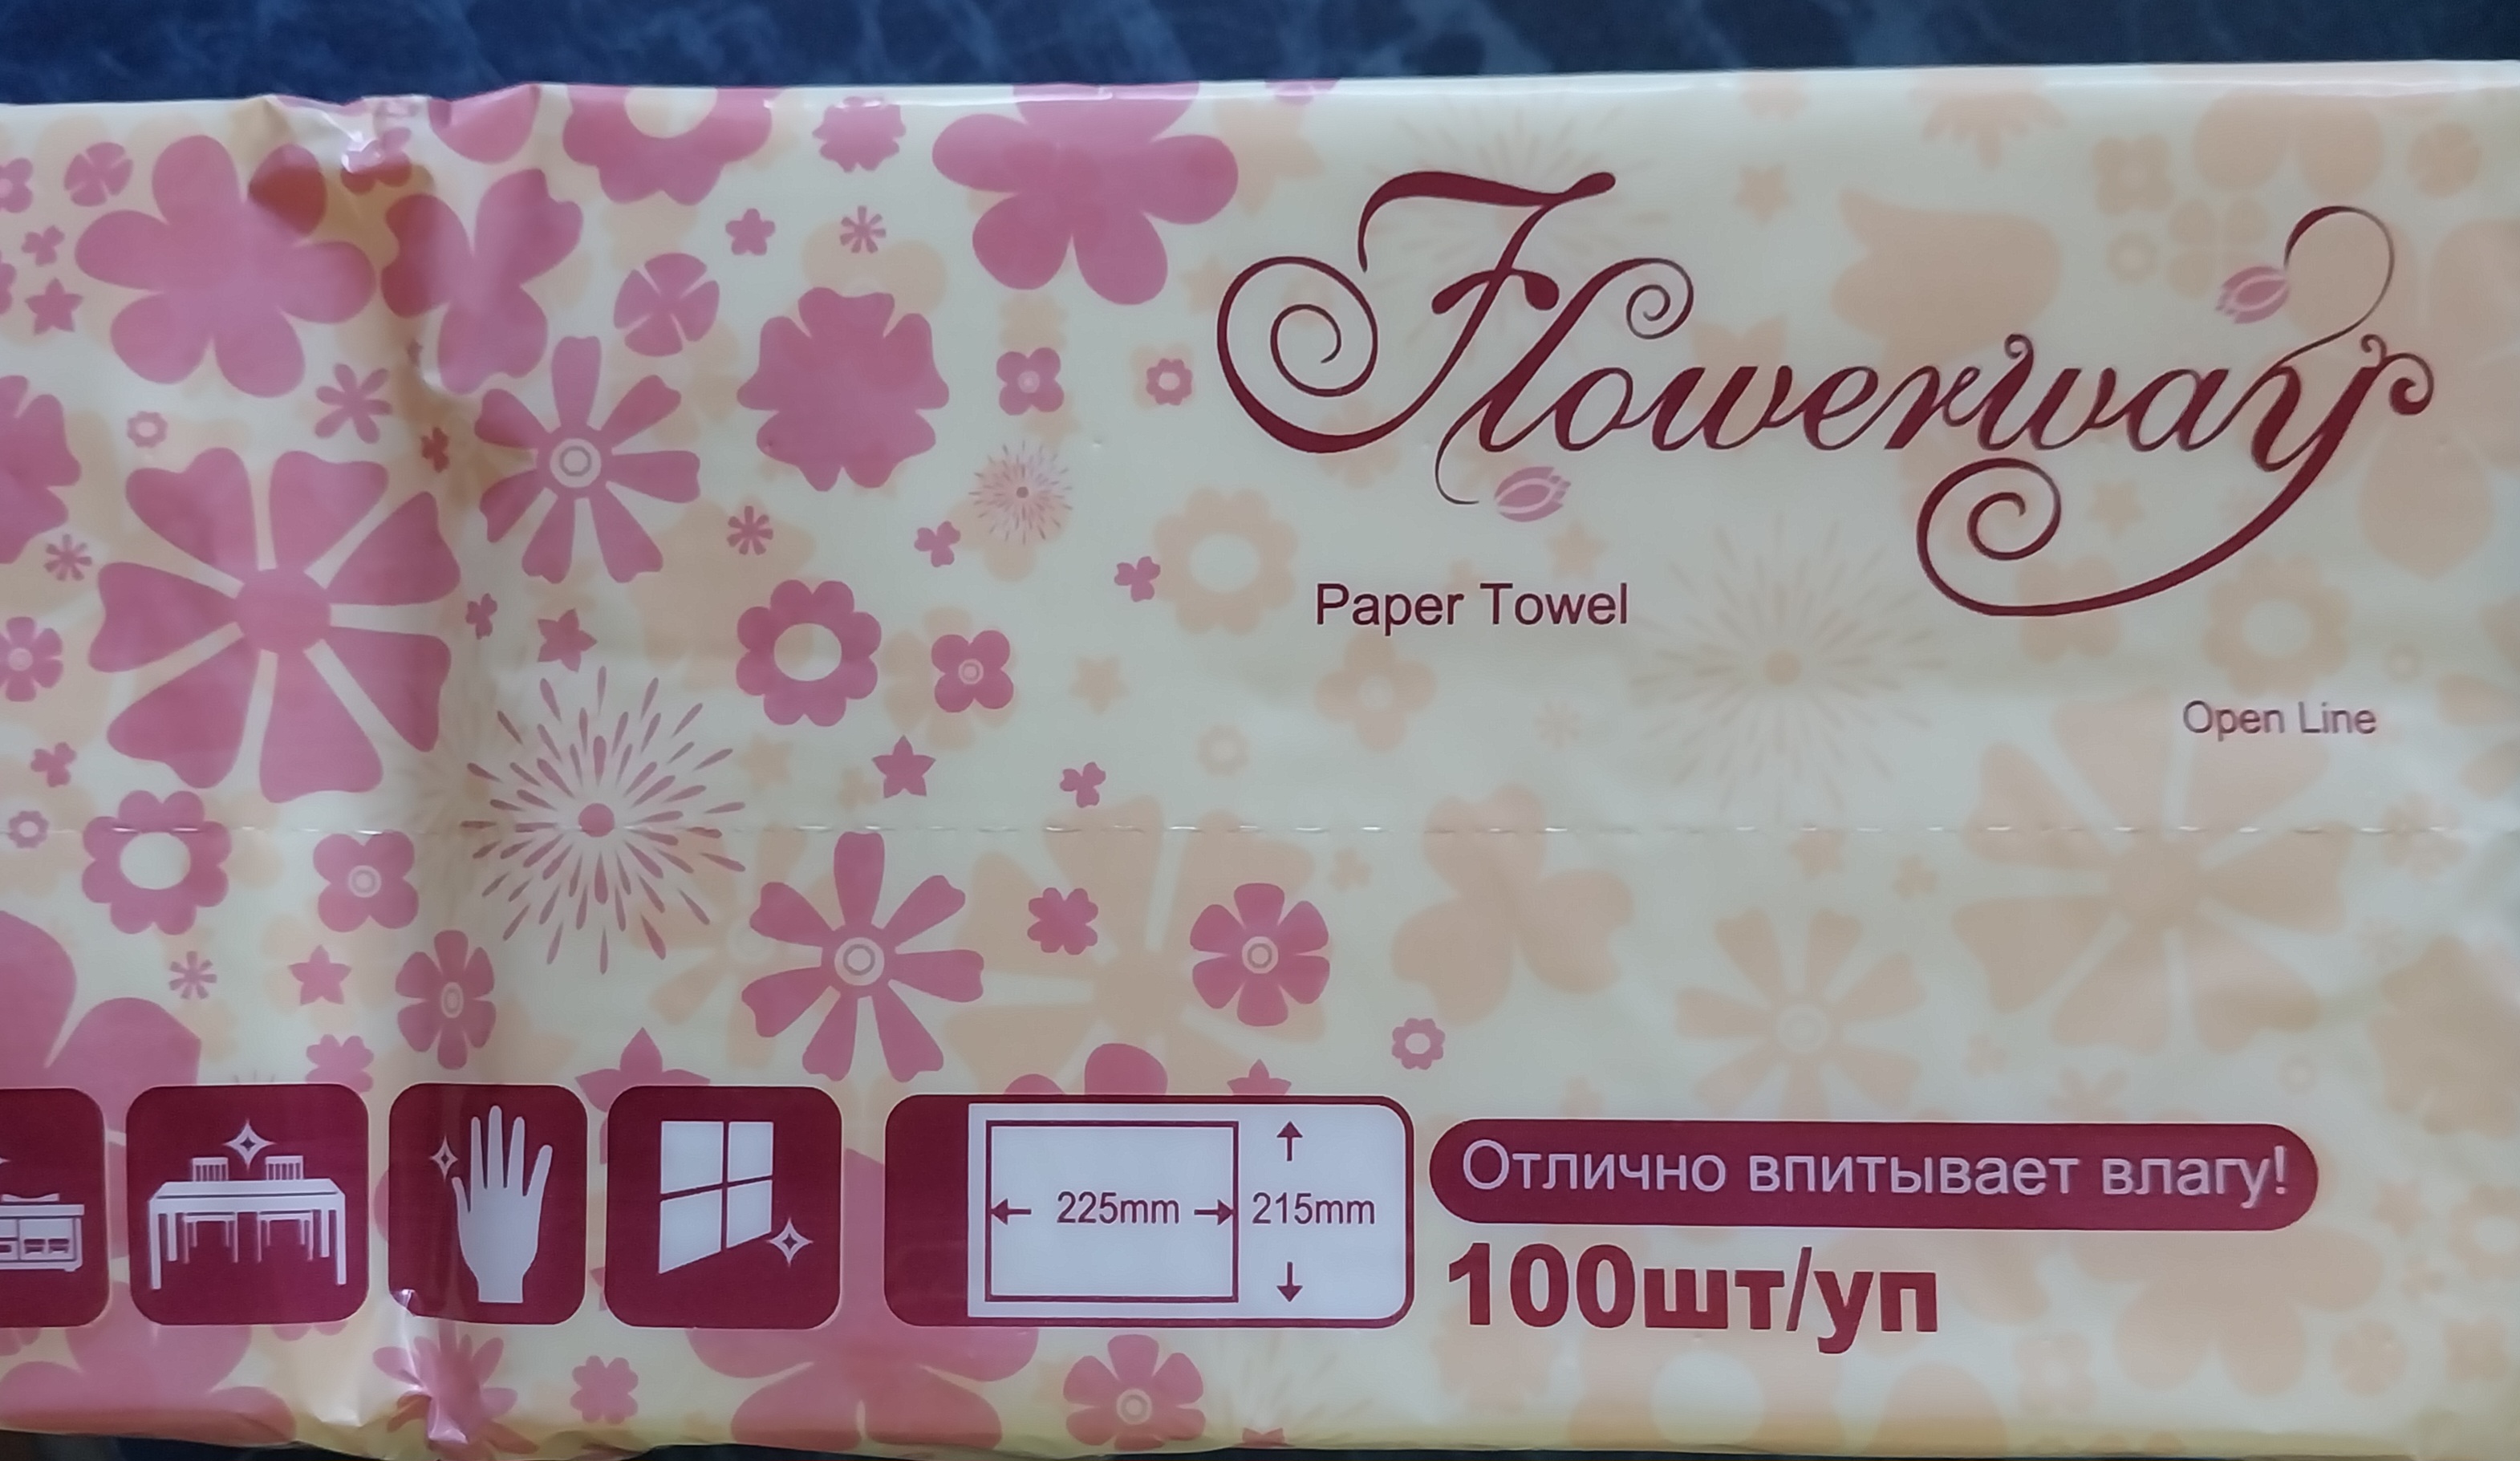 Flowerway
Paper Towel
Open Line
225mm
215mm
Отлично впитывает влагу!
100шт/уп